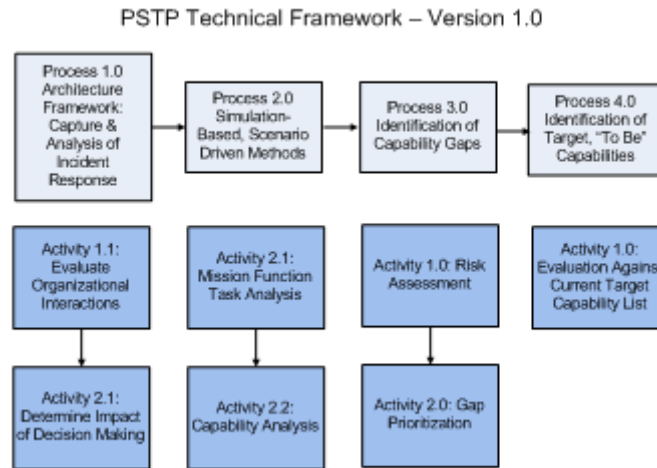 PSTP Technical Framework – Version 1.0
Process 1.0
Architecture
Framework:
Capture &
Analysis of
Incident
Response
Process 2.0
Simulation-
Based, Scenario
Driven Methods
Process 3.0
Identification of
Capability Gaps
Process 4.0
Identification of
Target, "To Be"
Capabilities
Activity 1.1:
Evaluate
Organizational
Interactions
Activity 2.1:
Mission Function
Task Analysis
Activity 1.0: Risk
Assessment
Activity 1.0:
Evaluation Agains
Current Target
Capability List
Activity 2.1:
Determine Impact
of Decision Making
Activity 2.2:
Capability Analysis
Activity 2.0: Gap
Prioritization